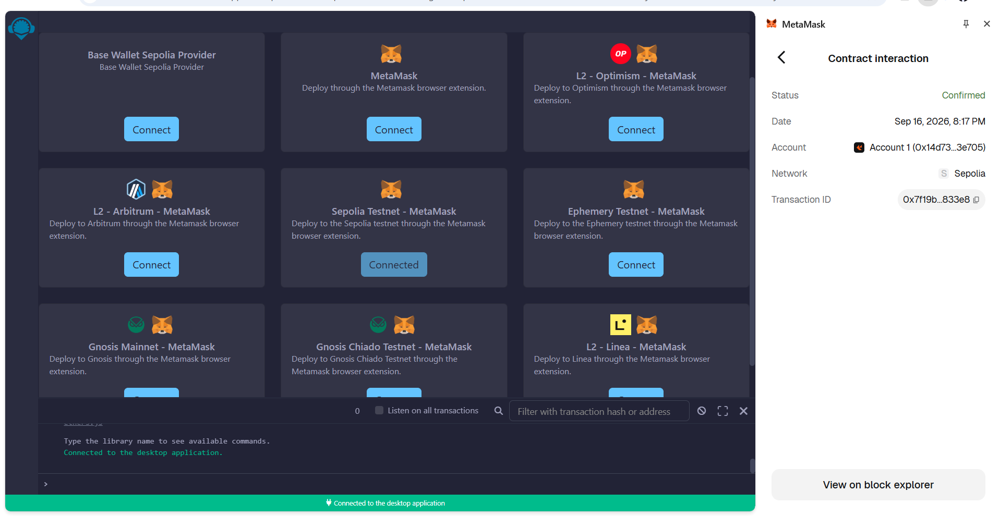 Base Wallet Sepolia Provider
Base Wallet Sepolia Provider
Connect
MetaMask
Deploy through the Metamask browser extension.
Connect
OP
L2 - Optimism - MetaMask
Deploy to Optimism through the Metamask browser
extension.
Connect
L2 - Arbitrum - MetaMask
Deploy to Arbitrum through the Metamask browser
extension.
Connect
Sepolia Testnet - MetaMask
Deploy to the Sepolia testnet through the Metamask
browser extension.
Connected
Ephemery Testnet - MetaMask
Deploy to the Ephemery testnet through the Metamask
browser extension.
Connect
Gnosis Mainnet - MetaMask
Deploy to Gnosis through the Metamask browser
extension.
Gnosis Chiado Testnet - MetaMask
Deploy to Gnosis Chiado Testnet through the
Metamask browser extension.
L2 - Linea - MetaMask
Deploy to Linea through the Metamask browser
extension.
0
Listen on all transactions
Filter with transaction hash or address
Type the library name to see available commands.
Connected to the desktop application.
>
Connected to the desktop application
MetaMask
Contract interaction
Status
Confirmed
Date
Sep 16, 2026, 8:17 PM
Account
Account 1 (0x14d73...3e705)
Network
S Sepolia
Transaction ID
0x7f19b...833e8
View on block explorer